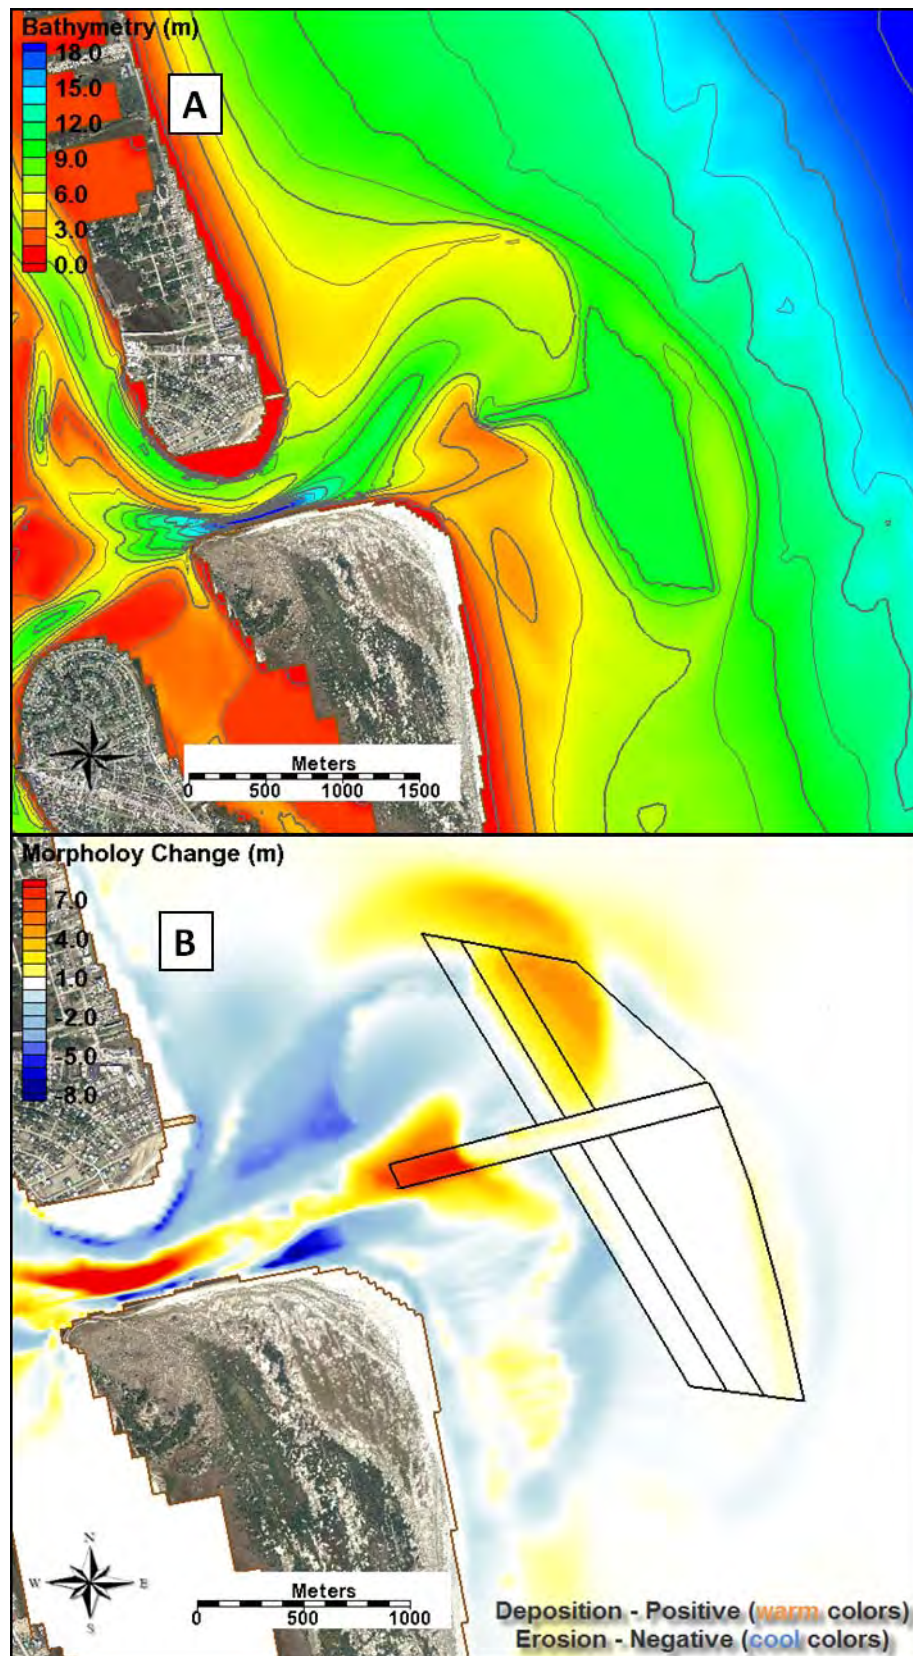 Bathymetry (m)
18.0
15.0
12.0
9.0
6.0
3.0
0.0
A
Meters
0 500 1000 1500
Morpholoy Change (m)
7.0
4.0
1.0
-2.0
-5.0
-8.0
B
N
W E
S
Meters
0 500 1000
Deposition - Positive (warm colors)
Erosion - Negative (cool colors)